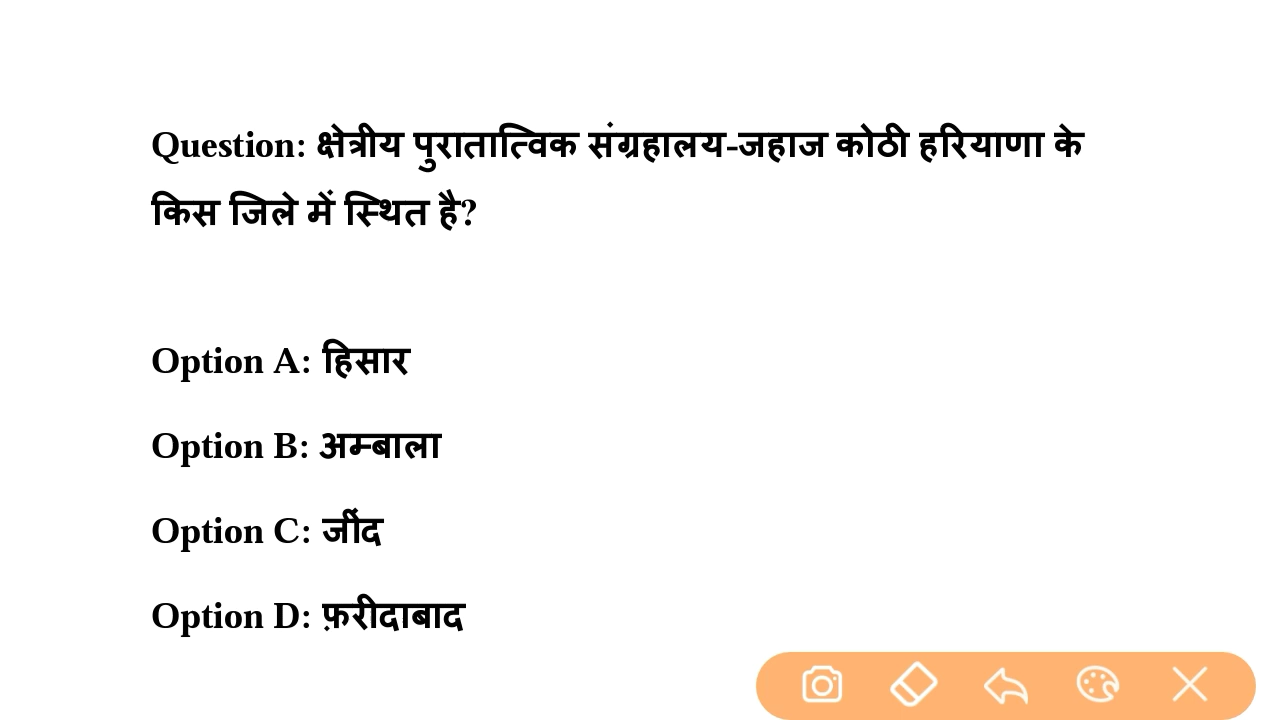 Question: क्षेत्रीय पुरातात्विक संग्रहालय-जहाज कोठी हरियाणा के
किस जिले में स्थित है?
Option A: हिसार
Option B: अम्बाला
Option C: जींद
Option D: फ़रीदाबाद